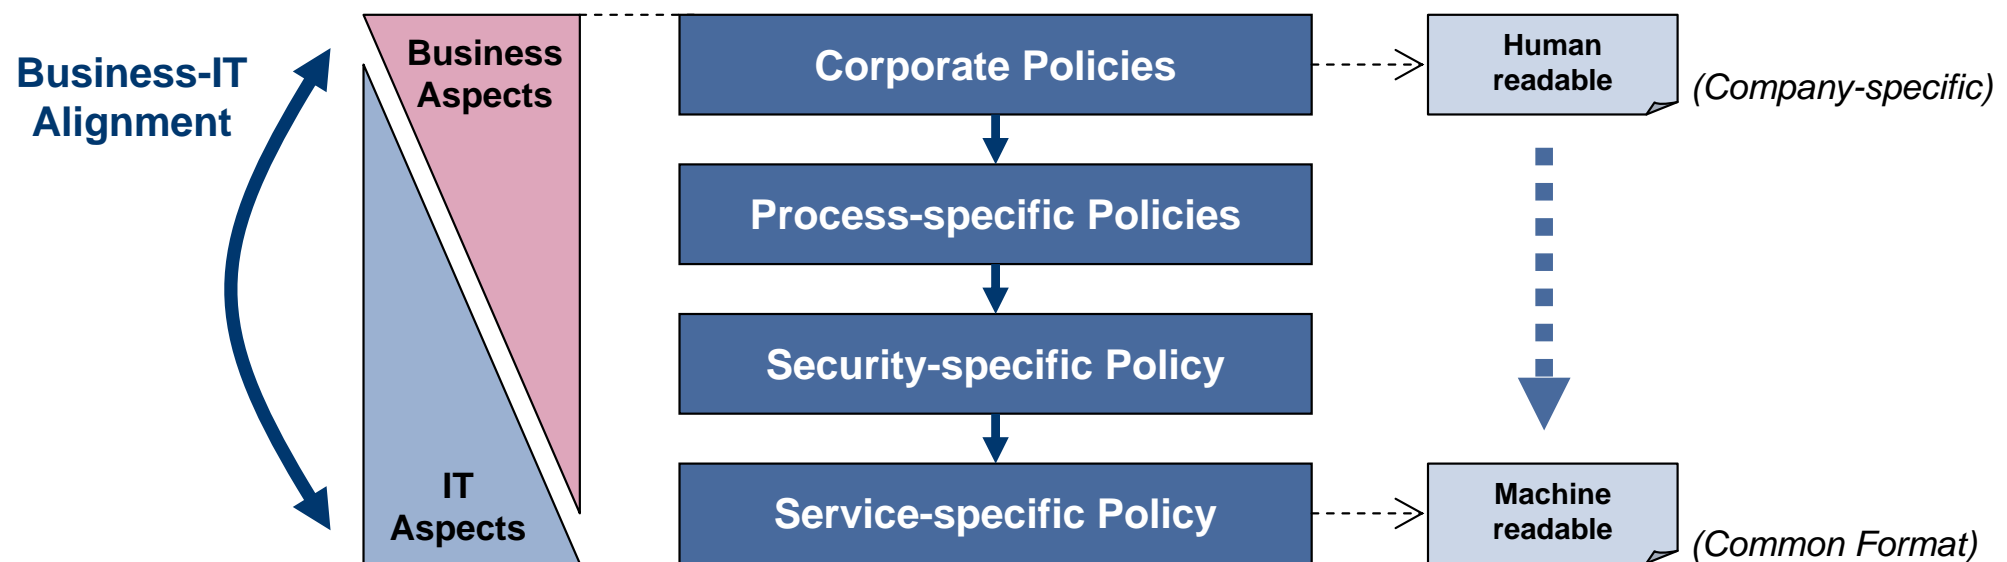 Business-IT
Alignment
Business
Aspects
IT
Aspects
Corporate Policies
Process-specific Policies
Security-specific Policy
Service-specific Policy
Human
readable
(Company-specific)
Machine
readable
(Common Format)